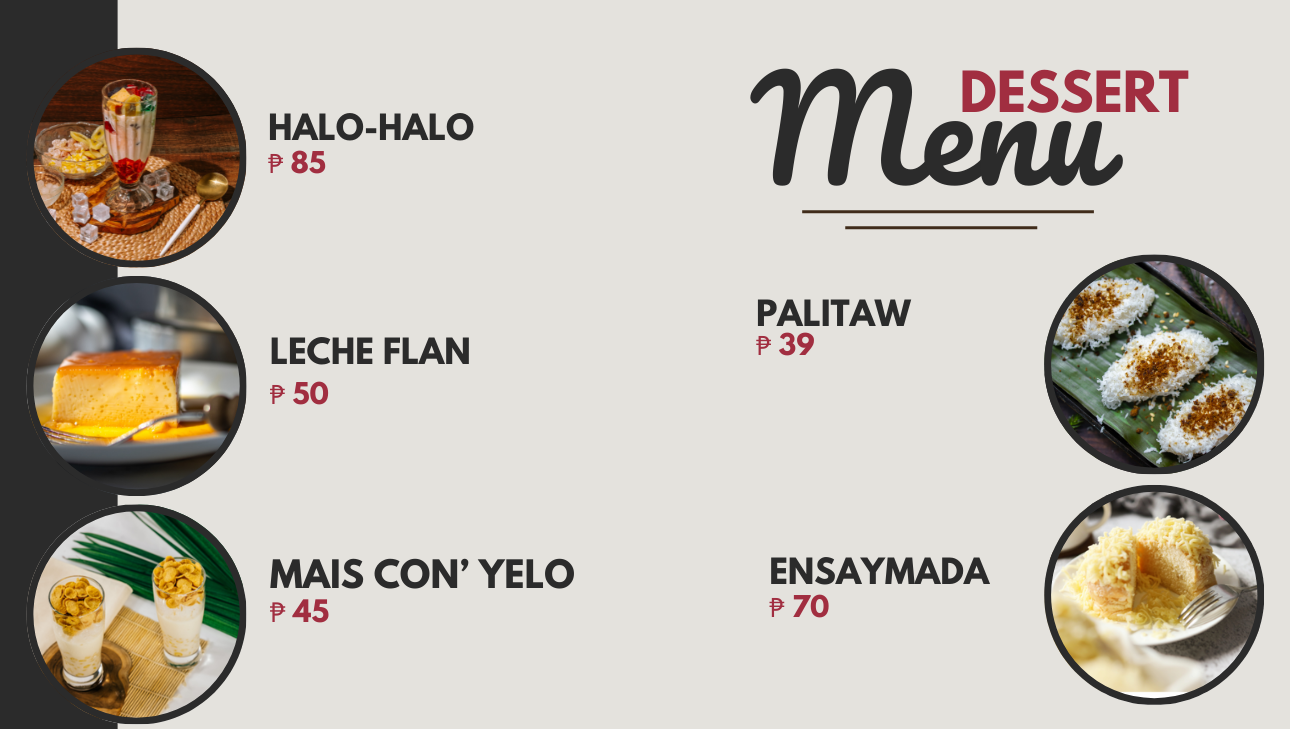 HALO-HALO
₱ 85
LECHE FLAN
₱ 50
MAIS CON’ YELO
₱ 45
DESSERT
Menu
PALITAW
₱ 39
ENSAYMADA
₱ 70